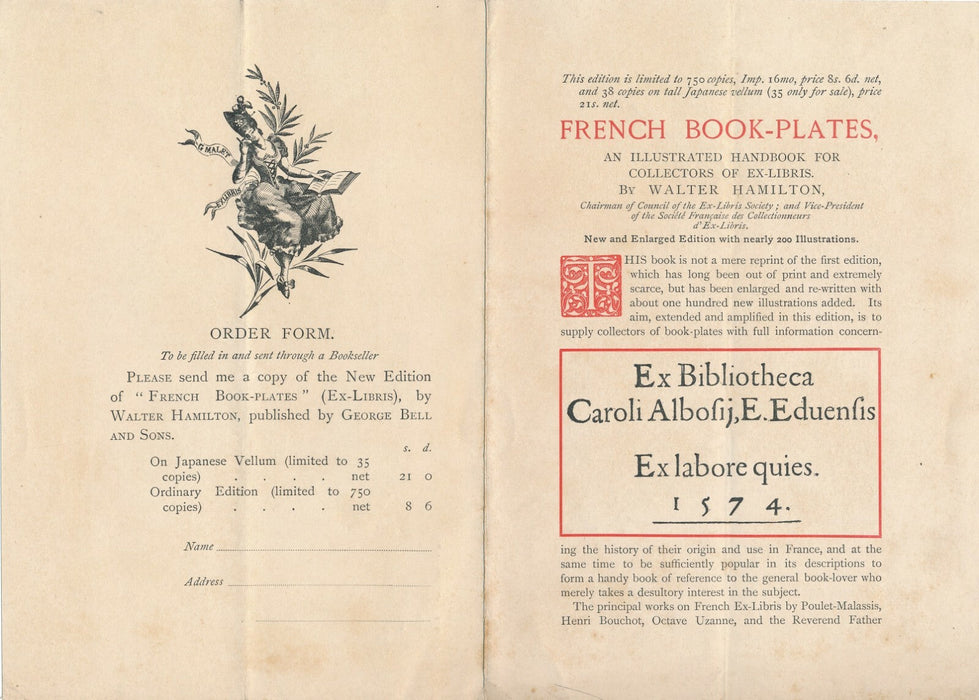 G MALET
EX LIBRIS
ORDER FORM.
To be filled in and sent through a Bookseller
PLEASE send me a copy of the New Edition
of “ FRENCH BOOK-PLATES ” (EX-LIBRIS), by
WALTER HAMILTON, published by GEORGE BELL
AND SONS.
s. d.
On Japanese Vellum (limited to 35
copies) . . . . net 21 0
Ordinary Edition (limited to 750
copies) . . . . net 8 6
Name
Address
This edition is limited to 750 copies, Imp. 16mo, price 8s. 6d. net,
and 38 copies on tall Japanese vellum (35 only for sale), price
21s. net.
FRENCH BOOK-PLATES,
AN ILLUSTRATED HANDBOOK FOR
COLLECTORS OF EX-LIBRIS.
BY WALTER HAMILTON,
Chairman of Council of the Ex-Libris Society ; and Vice-President
of the Société Française des Collectionneurs
d'Ex-Libris.
New and Enlarged Edition with nearly 200 Illustrations.
THIS book is not a mere reprint of the first edition,
which has long been out of print and extremely
scarce, but has been enlarged and re-written with
about one hundred new illustrations added. Its
aim, extended and amplified in this edition, is to
supply collectors of book-plates with full information concern-
Ex Bibliotheca
Caroli Alboſij, E. Eduenſis
Ex labore quies.
1574.
ing the history of their origin and use in France, and at the
same time to be sufficiently popular in its descriptions to
form a handy book of reference to the general book-lover who
merely takes a desultory interest in the subject.
The principal works on French Ex-Libris by Poulet-Malassis,
Henri Bouchot, Octave Uzanne, and the Reverend Father